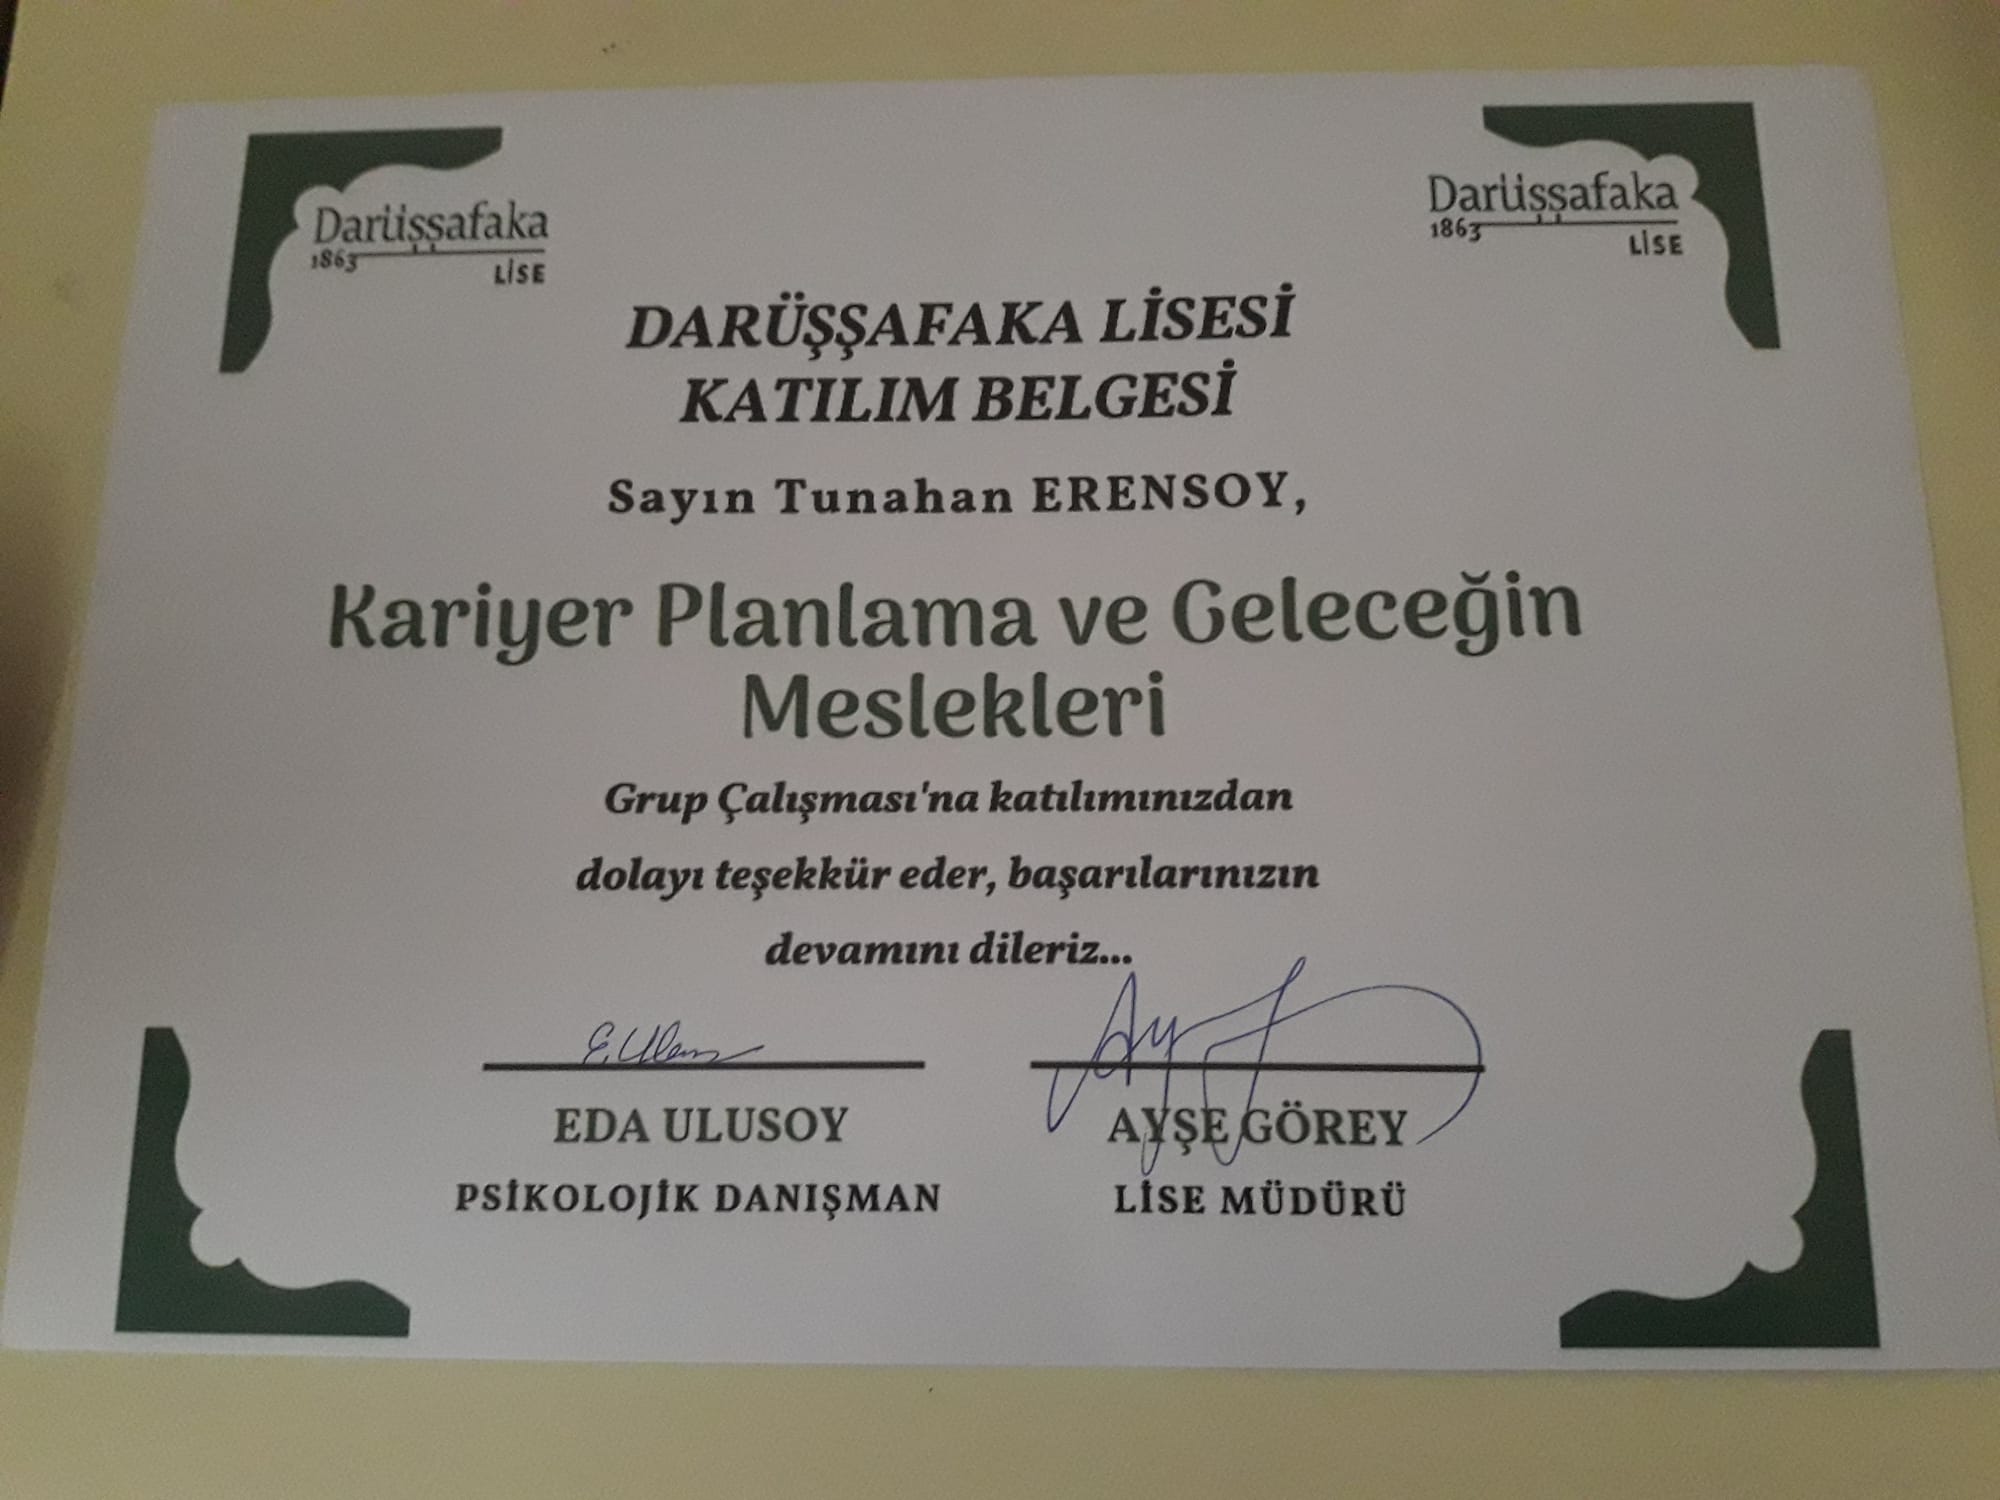 Darüşşafaka
1863
LİSE
Darüşşafaka
1863
LİSE
DARÜŞŞAFAKA LİSESİ
KATILIM BELGESİ
Sayın Tunahan ERENSOY,
Kariyer Planlama ve Geleceğin
Meslekleri
Grup Çalışması'na katılımınızdan
dolayı teşekkür eder, başarılarınızın
devamını dileriz...
EDA ULUSOY
PSİKOLOJİK DANIŞMAN
AYŞE GÖREY
LİSE MÜDÜRÜ